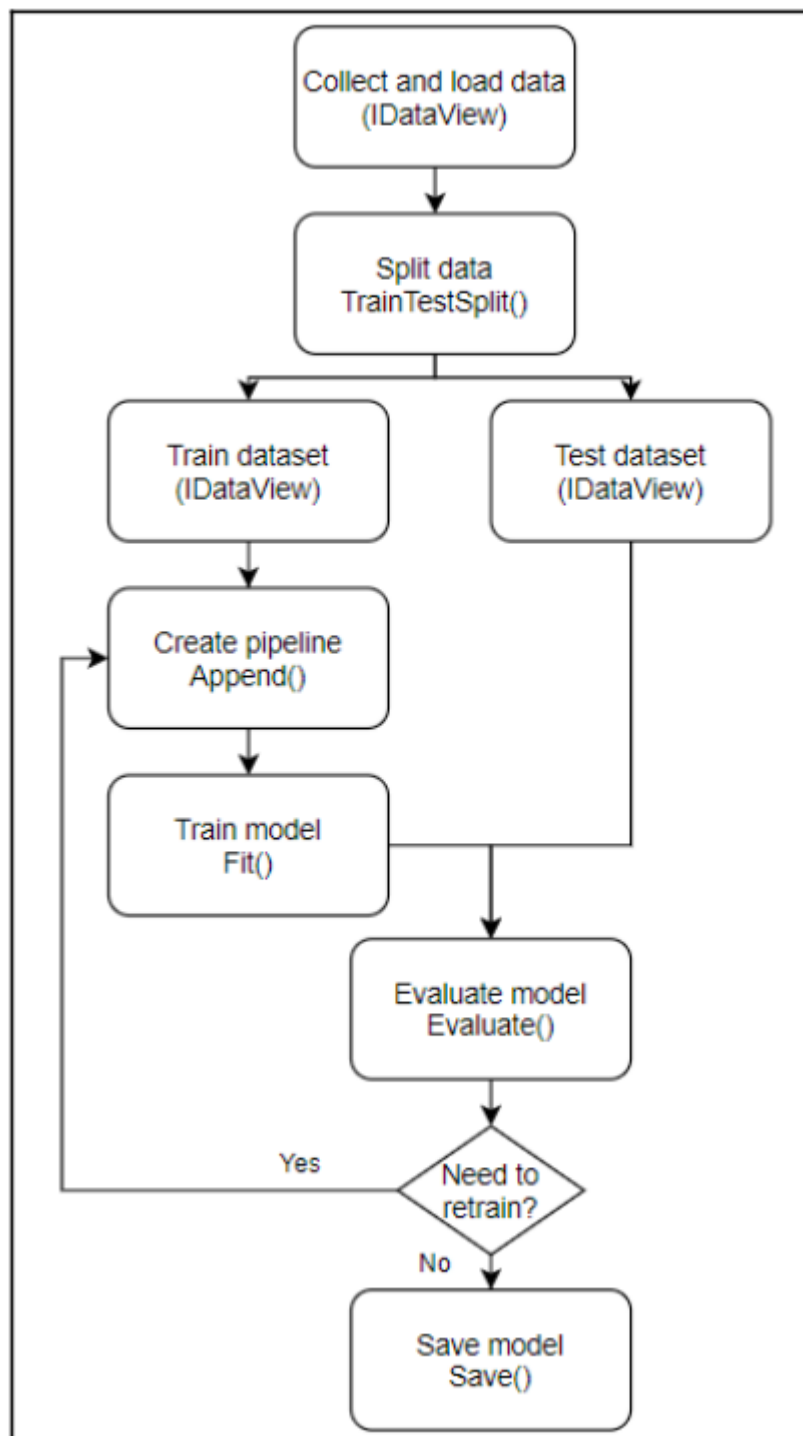 Collect and load data
(IDataView)
Split data
TrainTestSplit()
Train dataset
(IDataView)
Test dataset
(IDataView)
Create pipeline
Append()
Train model
Fit()
Evaluate model
Evaluate()
Yes
Need to
retrain?
No
Save model
Save()